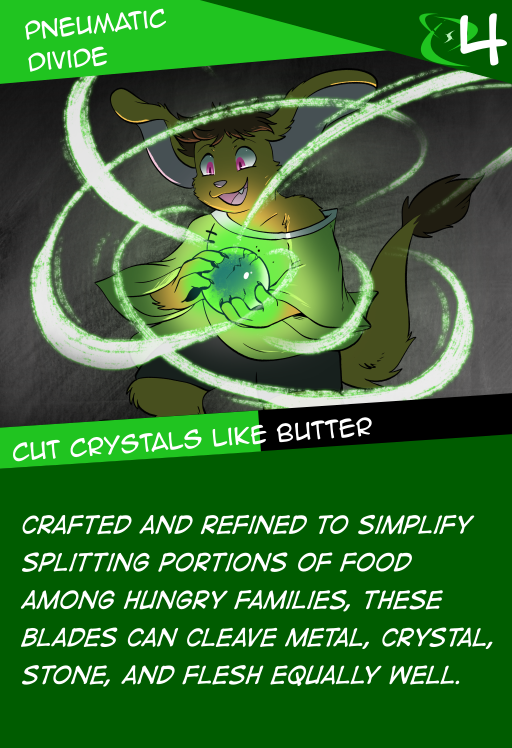 PNEUMATIC
DIVIDE
4
CUT CRYSTALS LIKE BUTTER
CRAFTED AND REFINED TO SIMPLIFY
SPLITTING PORTIONS OF FOOD
AMONG HUNGRY FAMILIES, THESE
BLADES CAN CLEAVE METAL, CRYSTAL,
STONE, AND FLESH EQUALLY WELL.